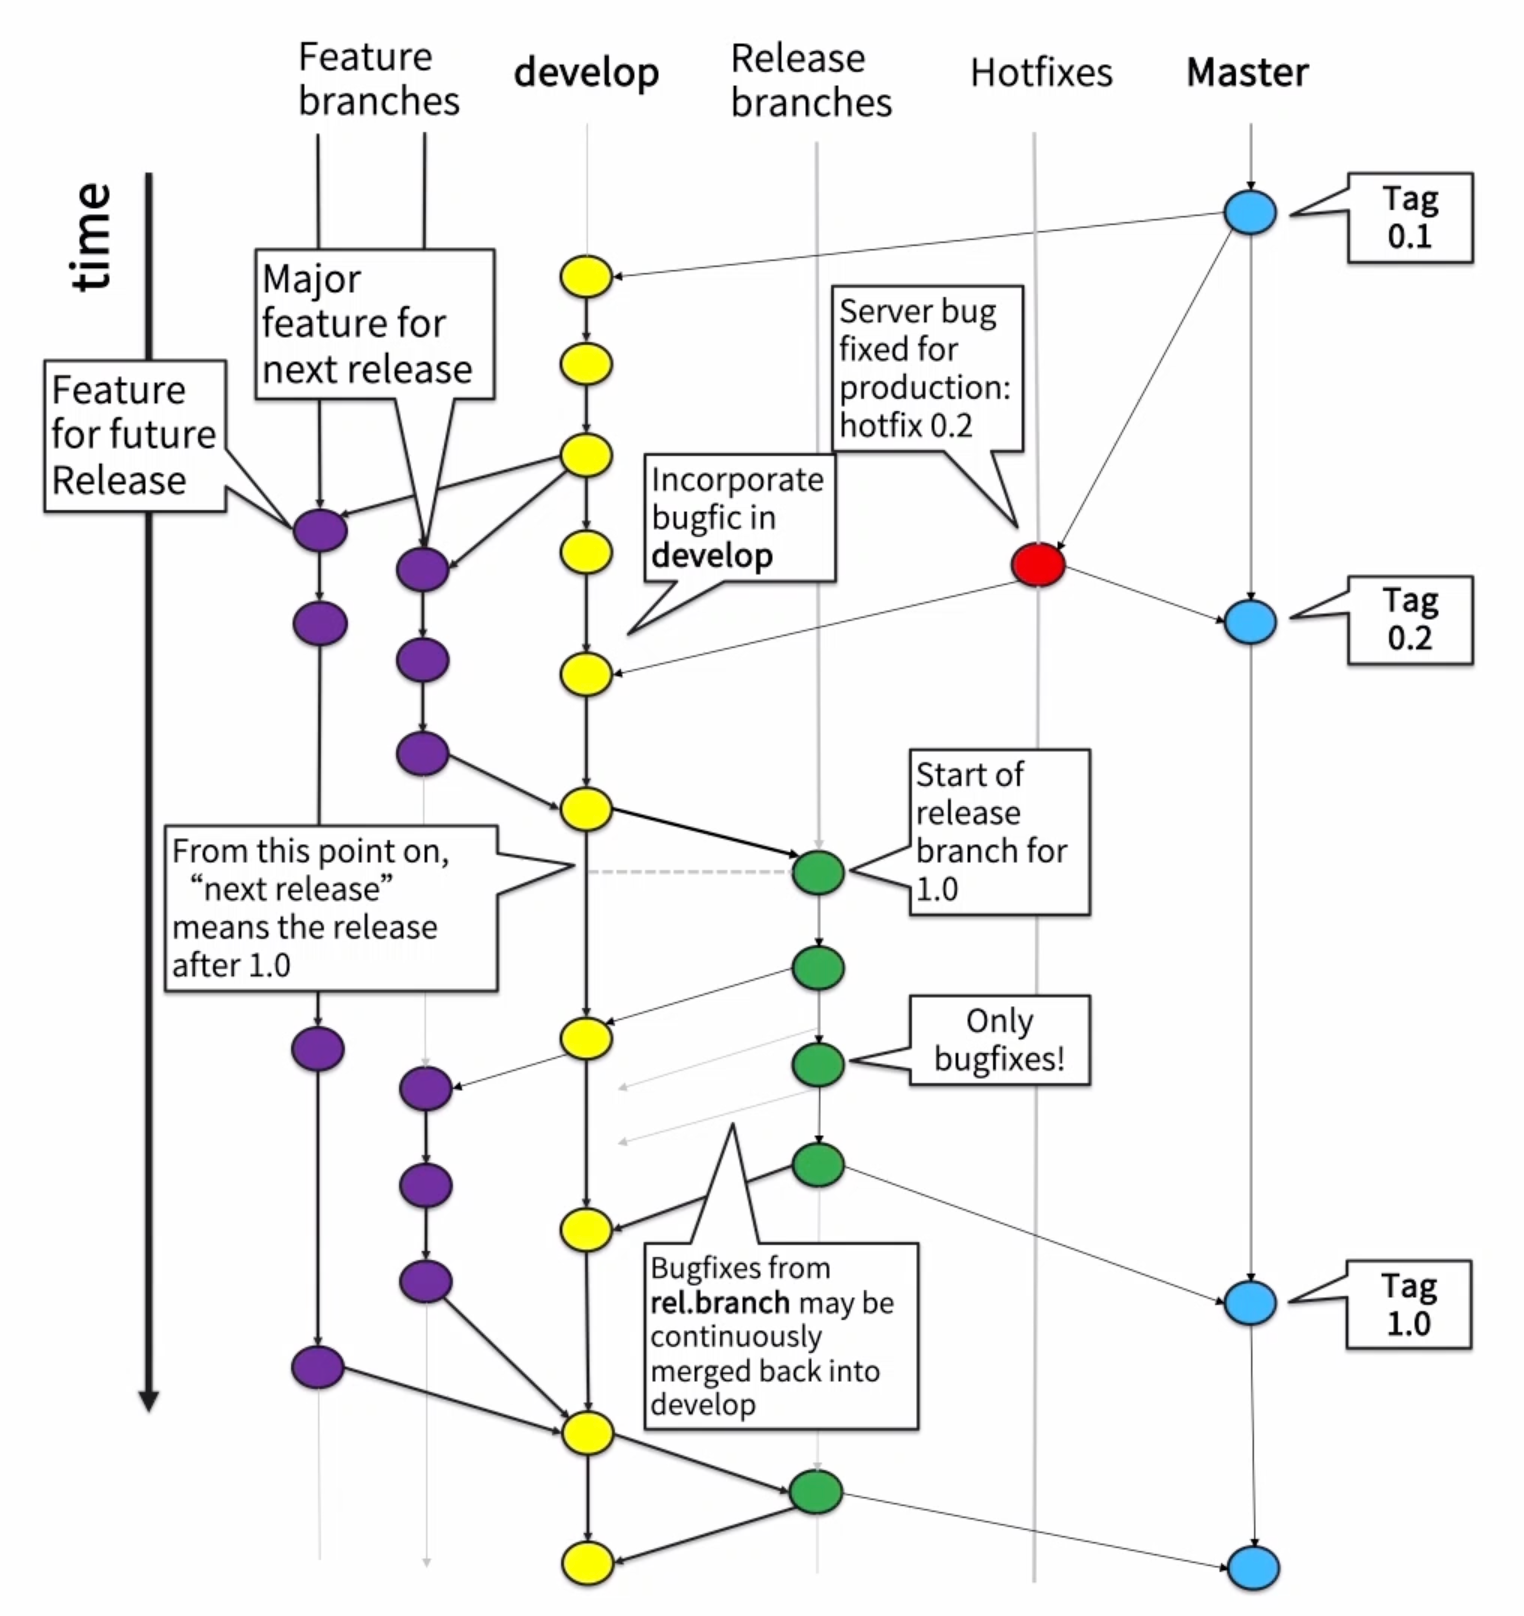 Feature
branches
develop
Release
branches
Hotfixes
Master
time
Tag
0.1
Major
feature for
next release
Server bug
fixed for
production:
hotfix 0.2
Feature
for future
Release
Incorporate
bugfic in
develop
Tag
0.2
Start of
release
branch for
1.0
From this point on,
“next release”
means the release
after 1.0
Only
bugfixes!
Bugfixes from
rel.branch may be
continuously
merged back into
develop
Tag
1.0